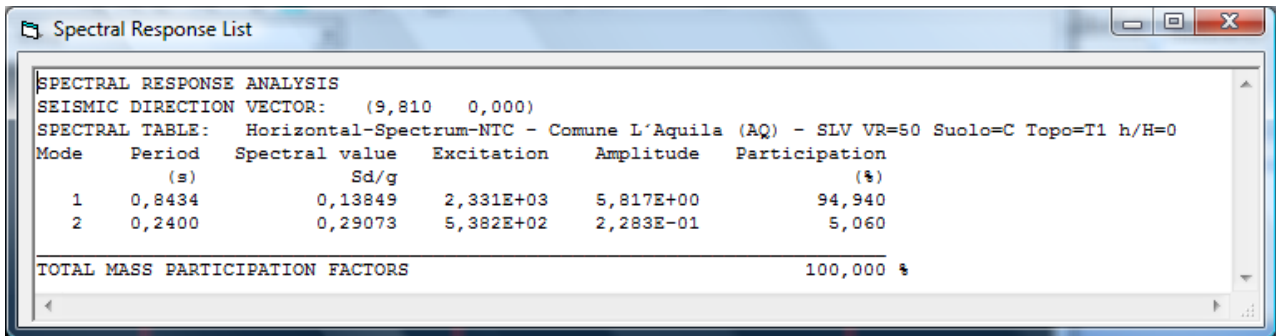 Spectral Response List
SPECTRAL RESPONSE ANALYSIS
SEISMIC DIRECTION VECTOR: (9,810 0,000)
SPECTRAL TABLE: Horizontal-Spectrum-NTC - Comune L´Aquila (AQ) - SLV VR=50 Suolo=C Topo=T1 h/H=0
Mode Period Spectral value Excitation Amplitude Participation
(s) Sd/g (%)
1 0,8434 0,13849 2,331E+03 5,817E+00 94,940
2 0,2400 0,29073 5,382E+02 2,283E-01 5,060
TOTAL MASS PARTICIPATION FACTORS 100,000 %